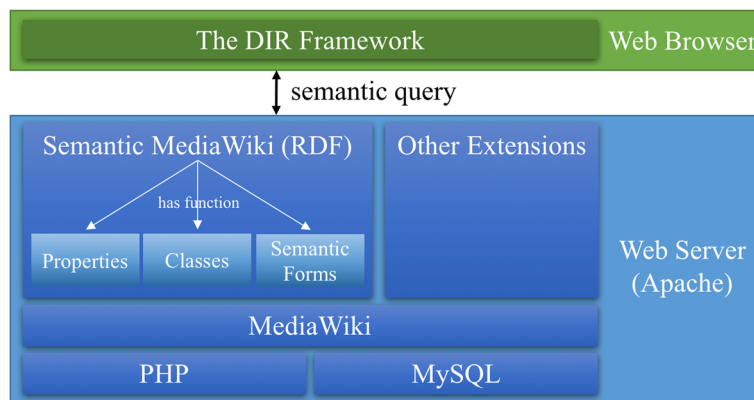 The DIR Framework
Web Browser
semantic query
Semantic MediaWiki (RDF)
Other Extensions
has function
Properties
Classes
Semantic
Forms
Web Server
(Apache)
MediaWiki
PHP
MySQL